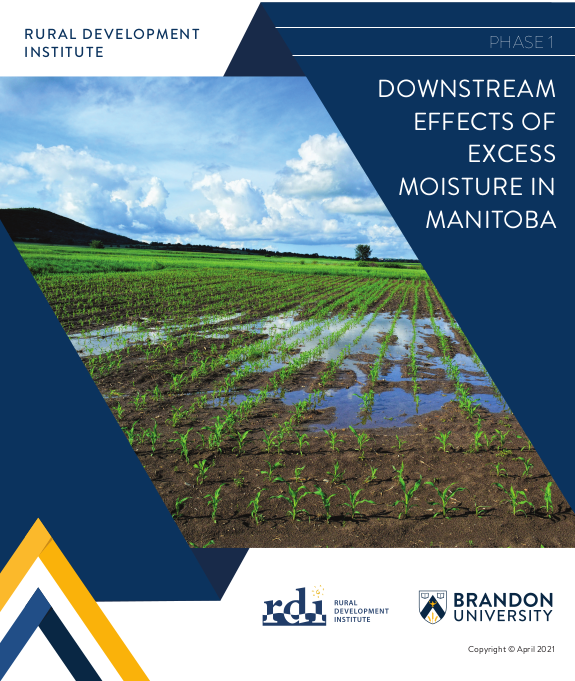 RURAL DEVELOPMENT
INSTITUTE
PHASE 1
DOWNSTREAM
EFFECTS OF
EXCESS
MOISTURE IN
MANITOBA
rdi
RURAL
DEVELOPMENT
INSTITUTE
BRANDON
UNIVERSITY
Copyright © April 2021